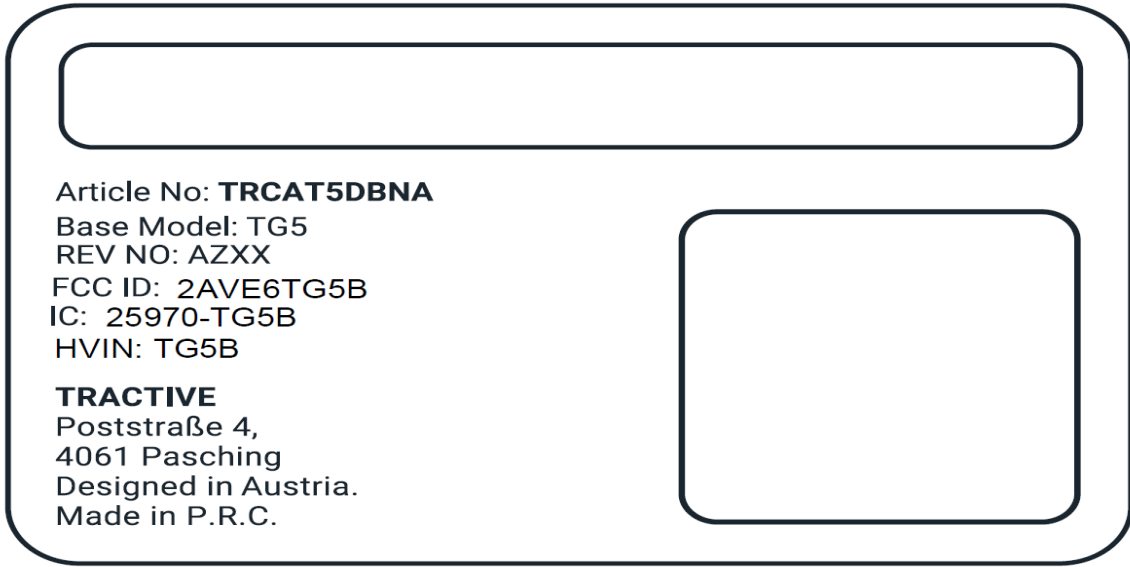 Article No: TRCAT5DBNA
Base Model: TG5
REV NO: AZXX
FCC ID: 2AVE6TG5B
IC: 25970-TG5B
HVIN: TG5B
TRACTIVE
Poststraße 4,
4061 Pasching
Designed in Austria.
Made in P.R.C.